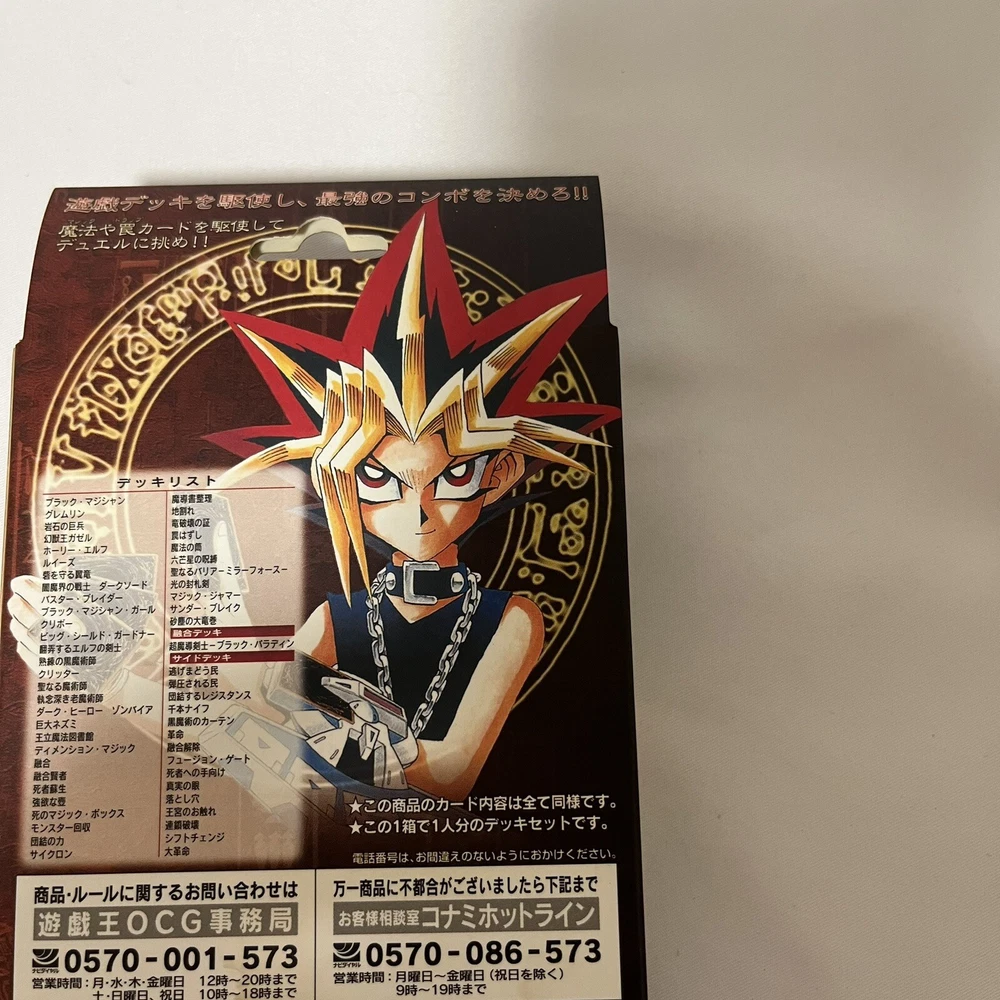 遊戯デッキを駆使し、最強のコンボを決めろ!!
魔法や罠カードを駆使して
デュエルに挑め!!
デッキリスト
ブラック・マジシャン
グレムリン
岩石の巨兵
幻獣王ガゼル
ホーリー・エルフ
ルイーズ
砦を守る翼竜
闇魔界の戦士 ダークソード
バスター・ブレイダー
ブラック・マジシャン・ガール
クリボー
ビッグ・シールド・ガードナー
翻弄するエルフの剣士
熟練の黒魔術師
クリッター
聖なる魔術師
執念深き老魔術師
ダーク・ヒーロー ゾンバイア
巨大ネズミ
王立魔法図書館
ディメンション・マジック
融合
融合賢者
死者蘇生
強欲な壺
死のマジック・ボックス
モンスター回収
団結の力
サイクロン
魔導書整理
地割れ
竜破壊の証
罠はずし
魔法の筒
六芒星の呪縛
聖なるバリアーミラーフォースー
光の封札剣
マジック・ジャマー
サンダー・ブレイク
砂塵の大竜巻
融合デッキ
超魔導剣士ーブラック・パラディン
サイドデッキ
逃げまどう民
弾圧される民
団結するレジスタンス
千本ナイフ
黒魔術のカーテン
革命
融合解除
フュージョン・ゲート
死者への手向け
真実の眼
落とし穴
王宮のお触れ
連鎖破壊
シフトチェンジ
大革命
★この商品のカード内容は全て同様です。
★この1箱で1人分のデッキセットです。
電話番号は、お間違えのないようにおかけください。
商品・ルールに関するお問い合わせは
遊戯王OCG事務局
ナビダイヤル
0570-001-573
営業時間：月・水・木・金曜日 12時～20時まで
土・日曜日、祝日 10時～18時まで
万一商品に不都合がございましたら下記まで
お客様相談室コナミホットライン
ナビダイヤル
0570-086-573
営業時間：月曜日～金曜日（祝日を除く）
9時～19時まで